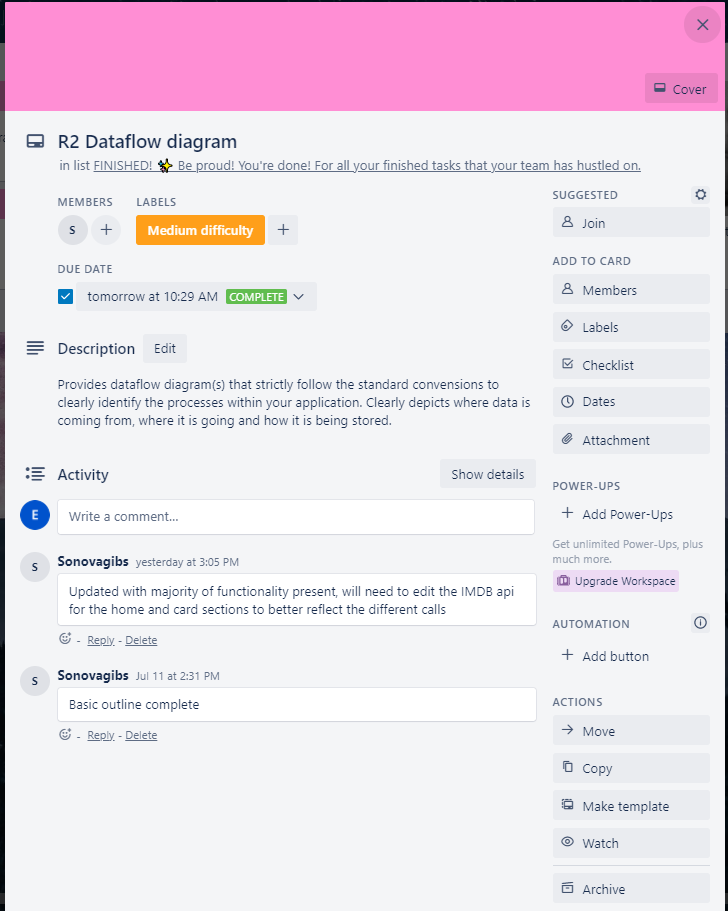 Cover
R2 Dataflow diagram
in list FINISHED! ✨ Be proud! You're done! For all your finished tasks that your team has hustled on.
MEMBERS
S
LABELS
Medium difficulty
DUE DATE
tomorrow at 10:29 AM COMPLETE
Description Edit
Provides dataflow diagram(s) that strictly follow the standard convensions to
clearly identify the processes within your application. Clearly depicts where data is
coming from, where it is going and how it is being stored.
Activity Show details
E Write a comment...
S Sonovagibs yesterday at 3:05 PM
Updated with majority of functionality present, will need to edit the IMDB api
for the home and card sections to better reflect the different calls
- Reply - Delete
S Sonovagibs Jul 11 at 2:31 PM
Basic outline complete
- Reply - Delete
SUGGESTED
Join
ADD TO CARD
Members
Labels
Checklist
Dates
Attachment
POWER-UPS
+ Add Power-Ups
Get unlimited Power-Ups, plus
much more.
Upgrade Workspace
AUTOMATION
+ Add button
ACTIONS
Move
Copy
Make template
Watch
Archive